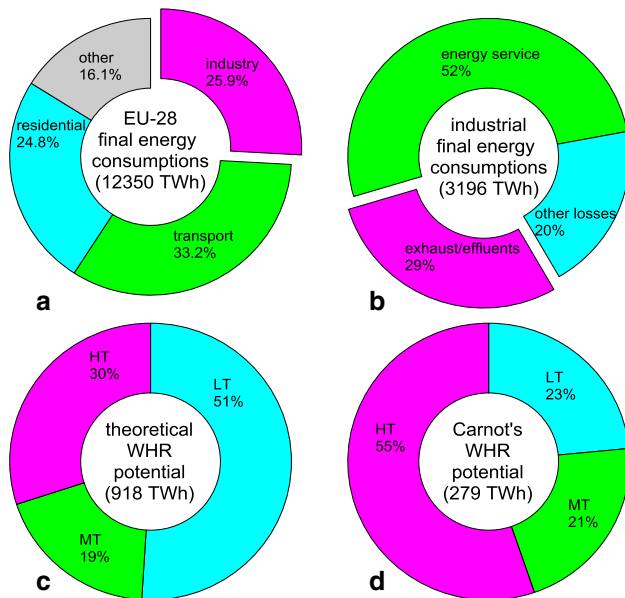 other
16.1%
industry
25.9%
residential
24.8%
EU-28
final energy
consumptions
(12350 TWh)
transport
33.2%
a
energy service
52%
industrial
final energy
consumptions
(3196 TWh)
other losses
20%
exhaust/effluents
29%
b
HT
30%
LT
51%
theoretical
WHR
potential
(918 TWh)
MT
19%
c
LT
23%
HT
55%
Carnot's
WHR
potential
(279 TWh)
MT
21%
d